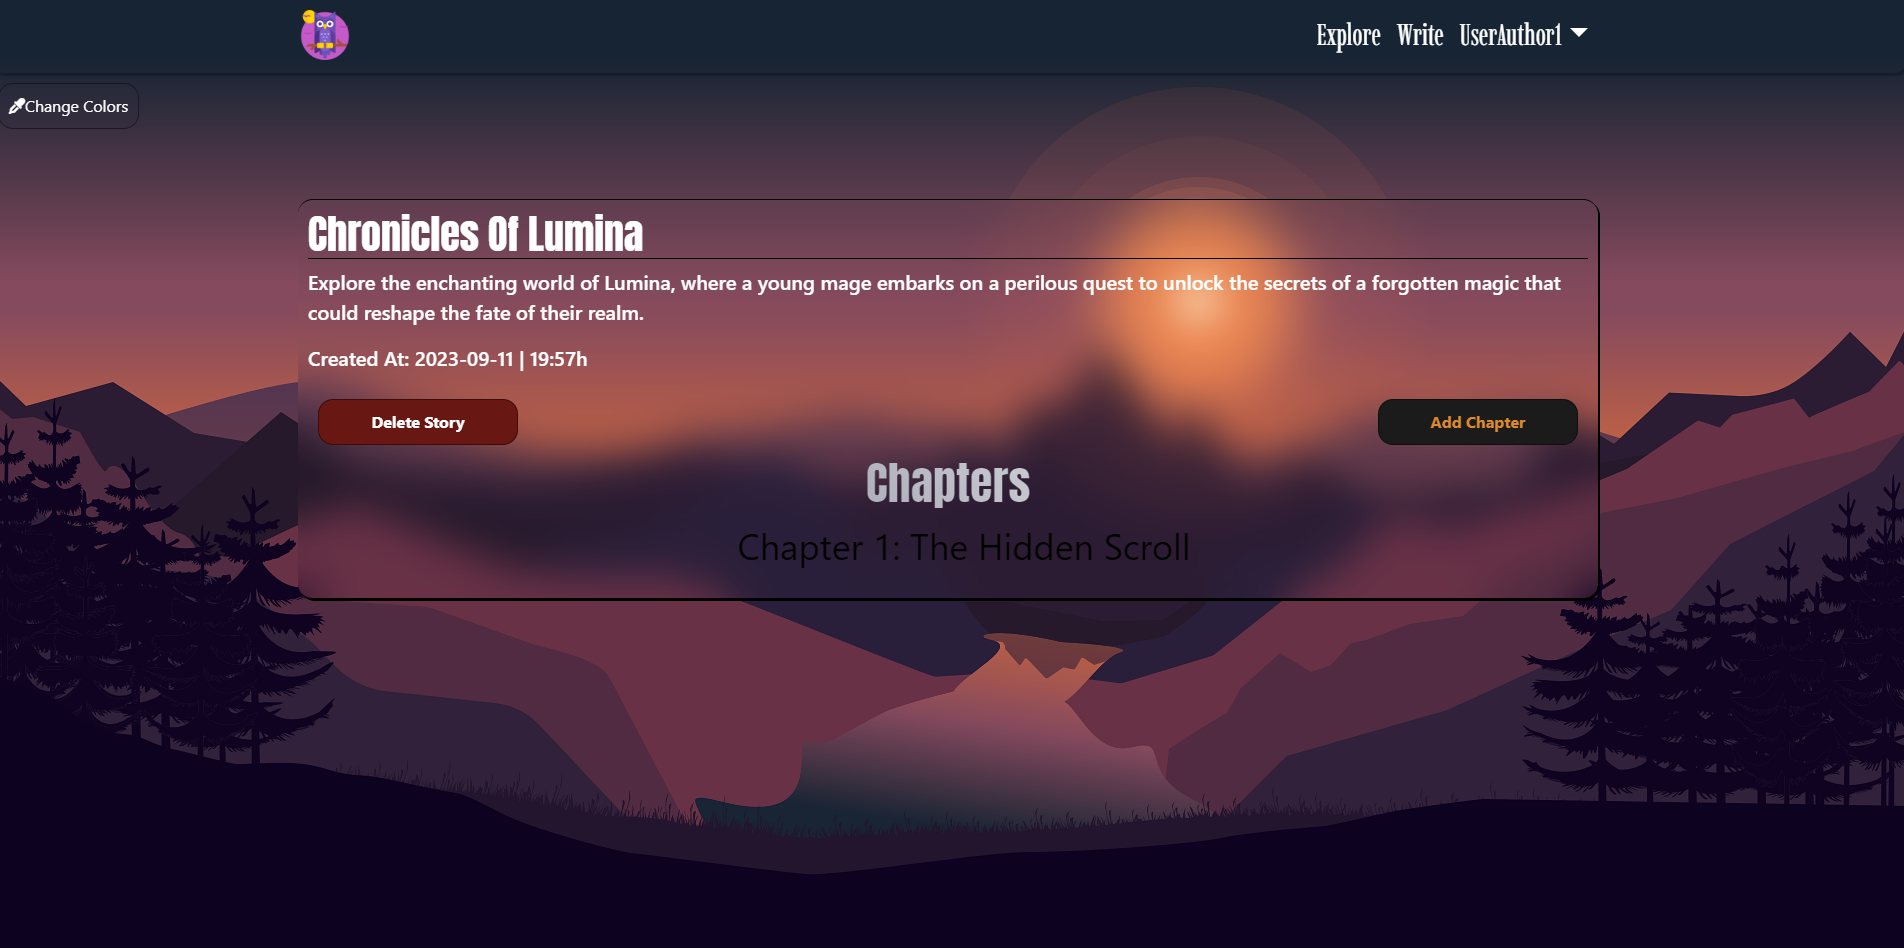 Explore Write UserAuthor1
Change Colors
Chronicles Of Lumina
Explore the enchanting world of Lumina, where a young mage embarks on a perilous quest to unlock the secrets of a forgotten magic that
could reshape the fate of their realm.
Created At: 2023-09-11 | 19:57h
Delete Story
Add Chapter
Chapters
Chapter 1: The Hidden Scroll